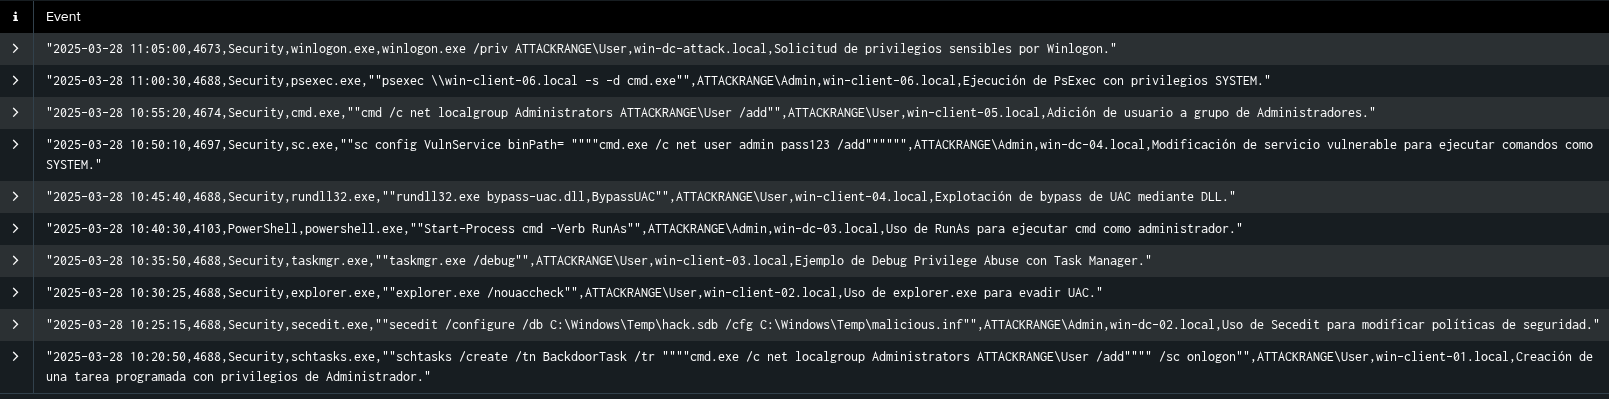 i Event
"2025-03-28 11:05:00,4673,Security,winlogon.exe,winlogon.exe /priv ATTACKRANGE\User,win-dc-attack.local,Solicitud de privilegios sensibles por Winlogon."
"2025-03-28 11:00:30,4688,Security,psexec.exe,""psexec \\win-client-06.local -s -d cmd.exe"",ATTACKRANGE\Admin,win-client-06.local,Ejecución de PsExec con privilegios SYSTEM."
"2025-03-28 10:55:20,4674,Security,cmd.exe,""cmd /c net localgroup Administrators ATTACKRANGE\User /add"",ATTACKRANGE\User,win-client-05.local,Adición de usuario a grupo de Administradores."
"2025-03-28 10:50:10,4697,Security,sc.exe,""sc config VulnService binPath= """"cmd.exe /c net user admin pass123 /add"""""",ATTACKRANGE\Admin,win-dc-04.local,Modificación de servicio vulnerable para ejecutar comandos como
SYSTEM."
"2025-03-28 10:45:40,4688,Security,rundll32.exe,""rundll32.exe bypass-uac.dll,BypassUAC"",ATTACKRANGE\User,win-client-04.local,Explotación de bypass de UAC mediante DLL."
"2025-03-28 10:40:30,4103,PowerShell,powershell.exe,""Start-Process cmd -Verb RunAs"",ATTACKRANGE\Admin,win-dc-03.local,Uso de RunAs para ejecutar cmd como administrador."
"2025-03-28 10:35:50,4688,Security,taskmgr.exe,""taskmgr.exe /debug"",ATTACKRANGE\User,win-client-03.local,Ejemplo de Debug Privilege Abuse con Task Manager."
"2025-03-28 10:30:25,4688,Security,explorer.exe,""explorer.exe /nouaccheck"",ATTACKRANGE\User,win-client-02.local,Uso de explorer.exe para evadir UAC."
"2025-03-28 10:25:15,4688,Security,secedit.exe,""secedit /configure /db C:\Windows\Temp\hack.sdb /cfg C:\Windows\Temp\malicious.inf"",ATTACKRANGE\Admin,win-dc-02.local,Uso de Secedit para modificar políticas de seguridad."
"2025-03-28 10:20:50,4688,Security,schtasks.exe,""schtasks /create /tn BackdoorTask /tr """"cmd.exe /c net localgroup Administrators ATTACKRANGE\User /add"""" /sc onlogon"",ATTACKRANGE\User,win-client-01.local,Creación de
una tarea programada con privilegios de Administrador."